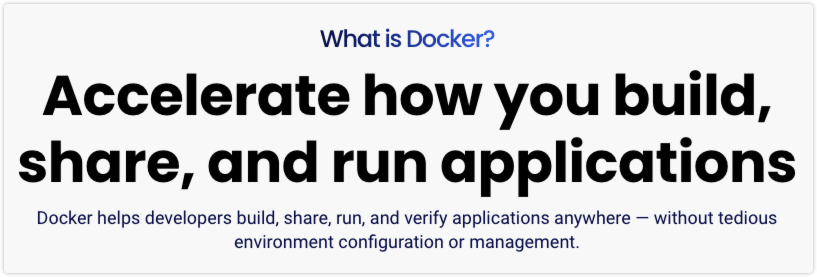 What is Docker?
Accelerate how you build,
share, and run applications
Docker helps developers build, share, run, and verify applications anywhere — without tedious
environment configuration or management.